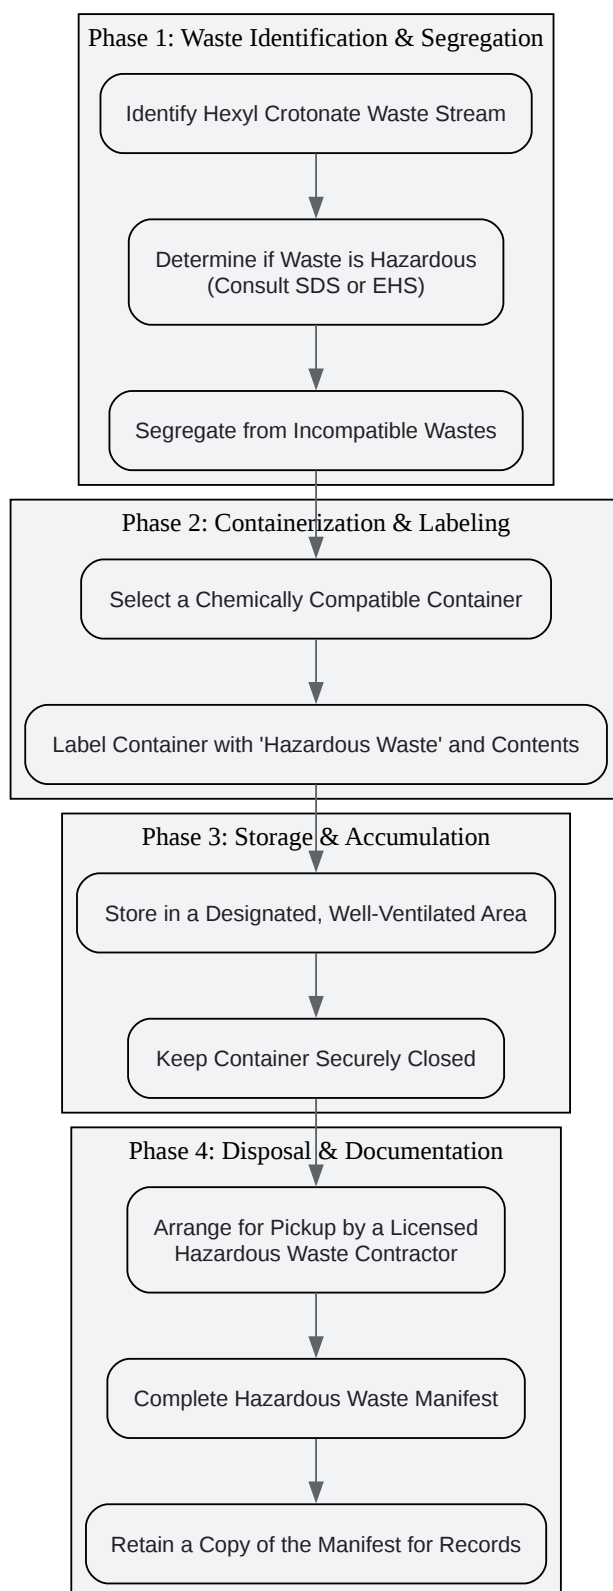 Phase 1: Waste Identification & Segregation
Identify Hexyl Crotonate Waste Stream
Determine if Waste is Hazardous
(Consult SDS or EHS)
Segregate from Incompatible Wastes
Phase 2: Containerization & Labeling
Select a Chemically Compatible Container
Label Container with 'Hazardous Waste' and Contents
Phase 3: Storage & Accumulation
Store in a Designated, Well-Ventilated Area
Keep Container Securely Closed
Phase 4: Disposal & Documentation
Arrange for Pickup by a Licensed
Hazardous Waste Contractor
Complete Hazardous Waste Manifest
Retain a Copy of the Manifest for Records